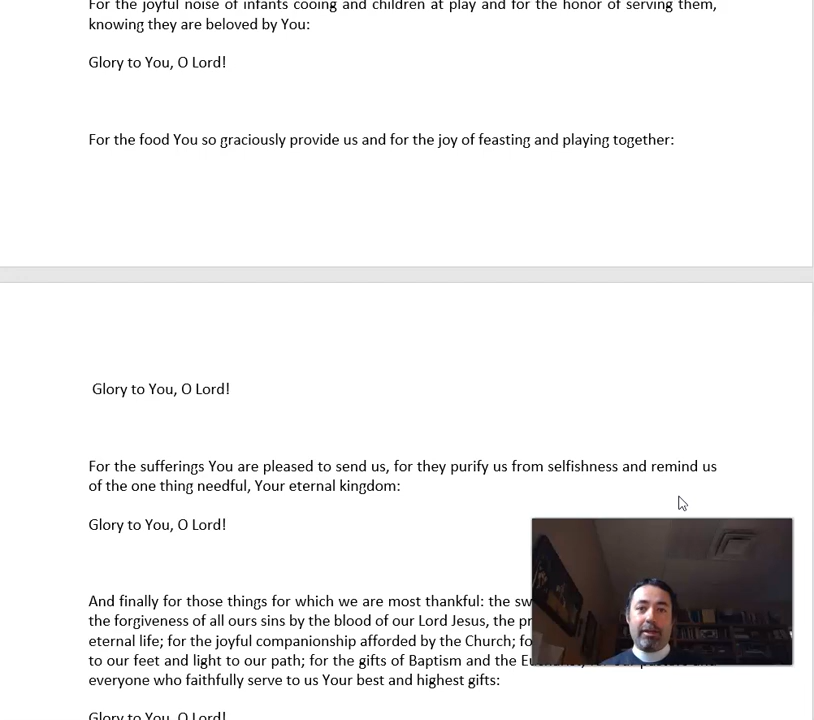 For the joyful noise of infants cooing and children at play and for the honor of serving them,
knowing they are beloved by You:
Glory to You, O Lord!
For the food You so graciously provide us and for the joy of feasting and playing together:
Glory to You, O Lord!
For the sufferings You are pleased to send us, for they purify us from selfishness and remind us
of the one thing needful, Your eternal kingdom:
Glory to You, O Lord!
And finally for those things for which we are most thankful: the
the forgiveness of all ours sins by the blood of our Lord Jesus, the
eternal life; for the joyful companionship afforded by the Church;
to our feet and light to our path; for the gifts of Baptism and the
everyone who faithfully serve to us Your best and highest gifts:
Glory to You, O Lord!